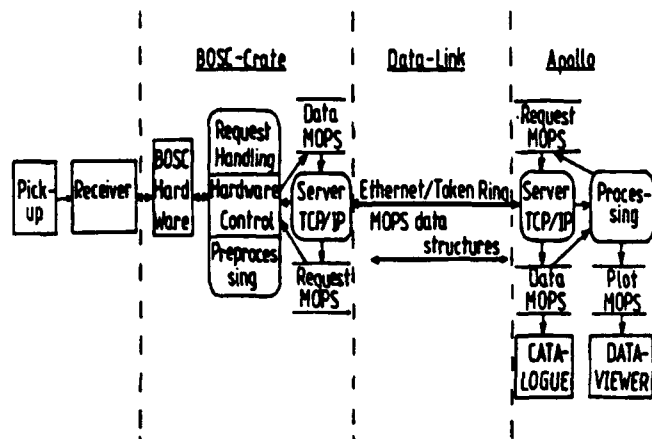 BOSC-Crate
Data-Link
Apollo
Pick-
up
Receiver
BOSC
Hard
Ware
Request
Handling
Hardware
Control
Preproces
sing
Data
MOPS
Server
TCP/IP
Request
MOPS
Ethernet/Token Ring
MOPS data
structures
Request
MOPS
Server
TCP/IP
Proces-
sing
Data
MOPS
Plot
MOPS
CATA-
LOGUE
DATA-
VIEWER